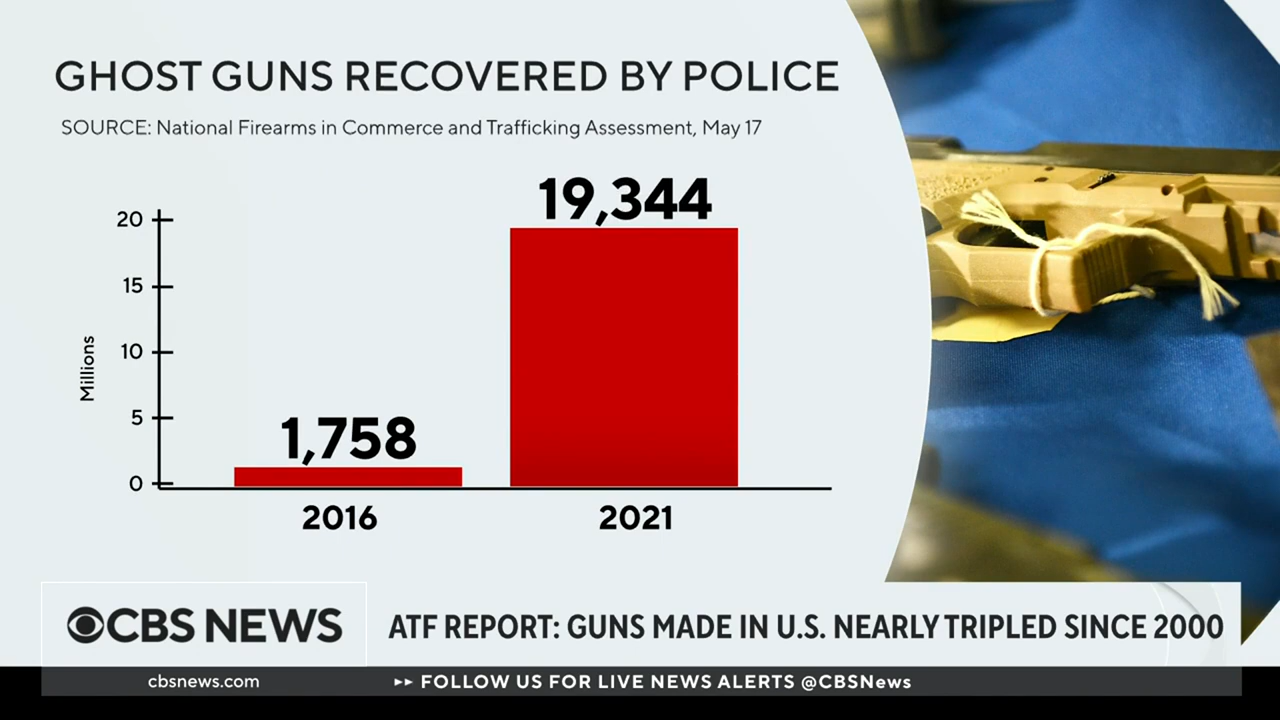 GHOST GUNS RECOVERED BY POLICE
SOURCE: National Firearms in Commerce and Trafficking Assessment, May 17
Millions
20
15
10
5
0
1,758
19,344
2016
2021
CBS NEWS
ATF REPORT: GUNS MADE IN U.S. NEARLY TRIPLED SINCE 2000
cbsnews.com
FOLLOW US FOR LIVE NEWS ALERTS @CBSNews